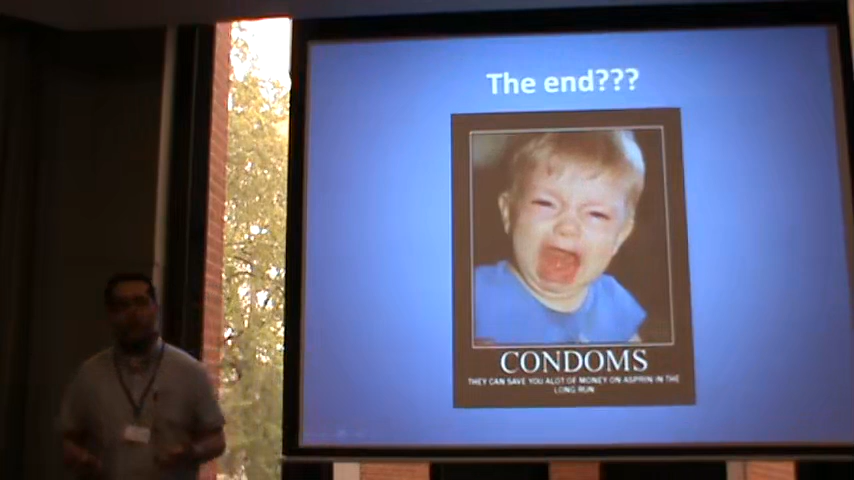 The end???
CONDOMS
THEY CAN SAVE YOU ALOT OF MONEY ON ASPRIN IN THE
LONG RUN